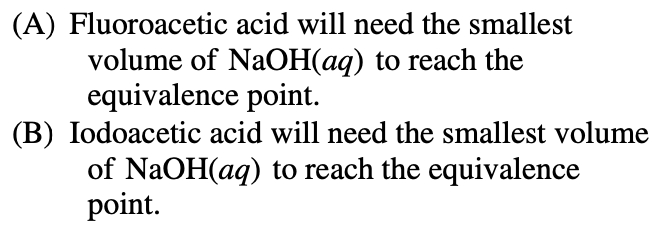 (A) Fluoroacetic acid will need the smallest
volume of NaOH(aq) to reach the
equivalence point.
(B) Iodoacetic acid will need the smallest volume
of NaOH(aq) to reach the equivalence
point.